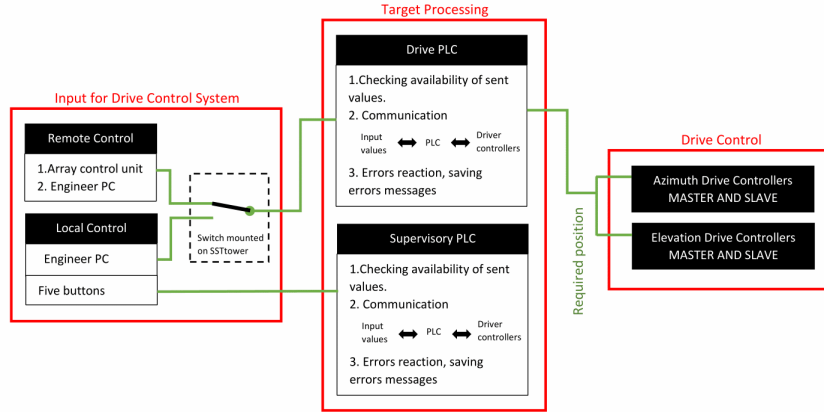 Target Processing
Input for Drive Control System
Remote Control
1.Array control unit
2. Engineer PC
Local Control
Engineer PC
Five buttons
Switch mounted
on SSTtower
Drive PLC
1.Checking availability of sent
values.
2. Communication
Input
values
PLC
Driver
controllers
3. Errors reaction, saving
errors messages
Supervisory PLC
1.Checking availability of sent
values.
2. Communication
Input
values
PLC
Driver
controllers
3. Errors reaction, saving
errors messages
Required position
Drive Control
Azimuth Drive Controllers
MASTER AND SLAVE
Elevation Drive Controllers
MASTER AND SLAVE